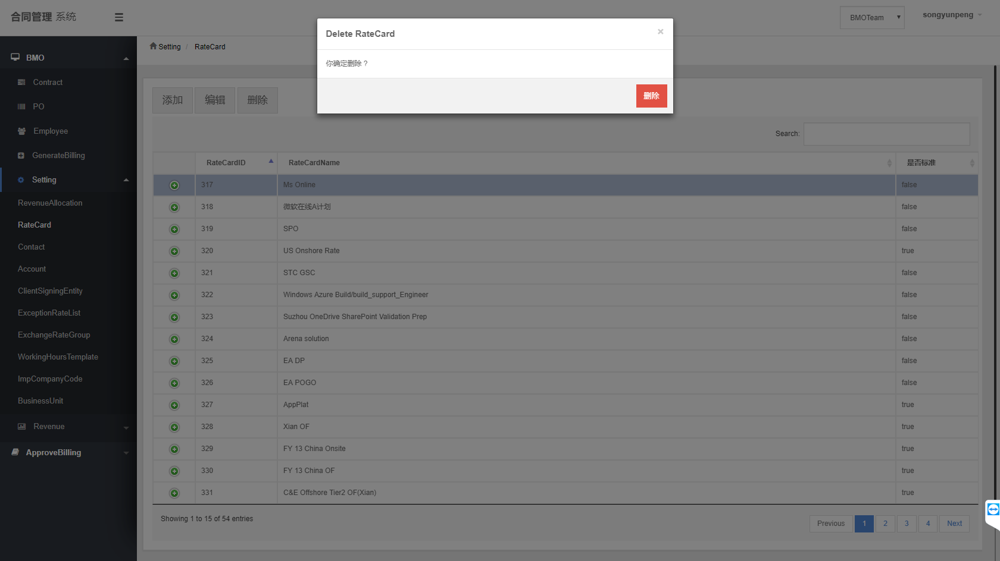 合同管理 系统
BMOTeam
songyunpeng
Delete RateCard
×
你确定删除？
删除
Setting / RateCard
BMO
Contract
PO
Employee
GenerateBilling
Setting
RevenueAllocation
RateCard
Contact
Account
ClientSigningEntity
ExceptionRateList
ExchangeRateGroup
WorkingHoursTemplate
ImpCompanyCode
BusinessUnit
Revenue
ApproveBilling
添加 编辑 删除
Search:
RateCardID RateCardName 是否标准
317 Ms Online false
318 微软在线A计划 false
319 SPO false
320 US Onshore Rate true
321 STC GSC false
322 Windows Azure Build/build_support_Engineer false
323 Suzhou OneDrive SharePoint Validation Prep false
324 Arena solution false
325 EA DP false
326 EA POGO false
327 AppPlat true
328 Xian OF true
329 FY 13 China Onsite true
330 FY 13 China OF true
331 C&E Offshore Tier2 OF(Xian) true
Showing 1 to 15 of 54 entries
Previous 1 2 3 4 Next